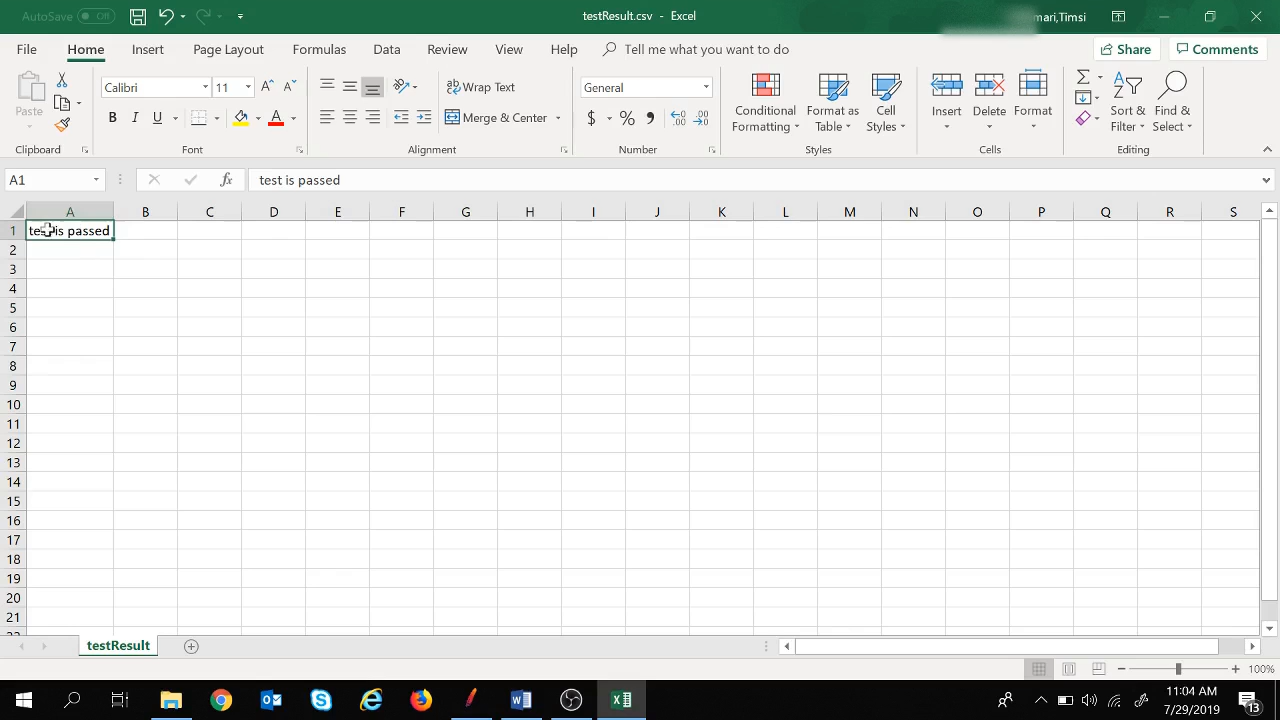 AutoSave Off testResult.csv - Excel mari,Timsi
File Home Insert Page Layout Formulas Data Review View Help Tell me what you want to do Share Comments
Paste Calibri 11 Wrap Text General Conditional Formatting Format as Table Cell Styles Insert Delete Format Sort & Filter Find & Select
B I U A Merge & Center $ % 9
Clipboard Font Alignment Number Styles Cells Editing
A1 fx test is passed
A B C D E F G H I J K L M N O P Q R S
1 test is passed
2
3
4
5
6
7
8
9
10
11
12
13
14
15
16
17
18
19
20
21
testResult
100%
11:04 AM
7/29/2019
13